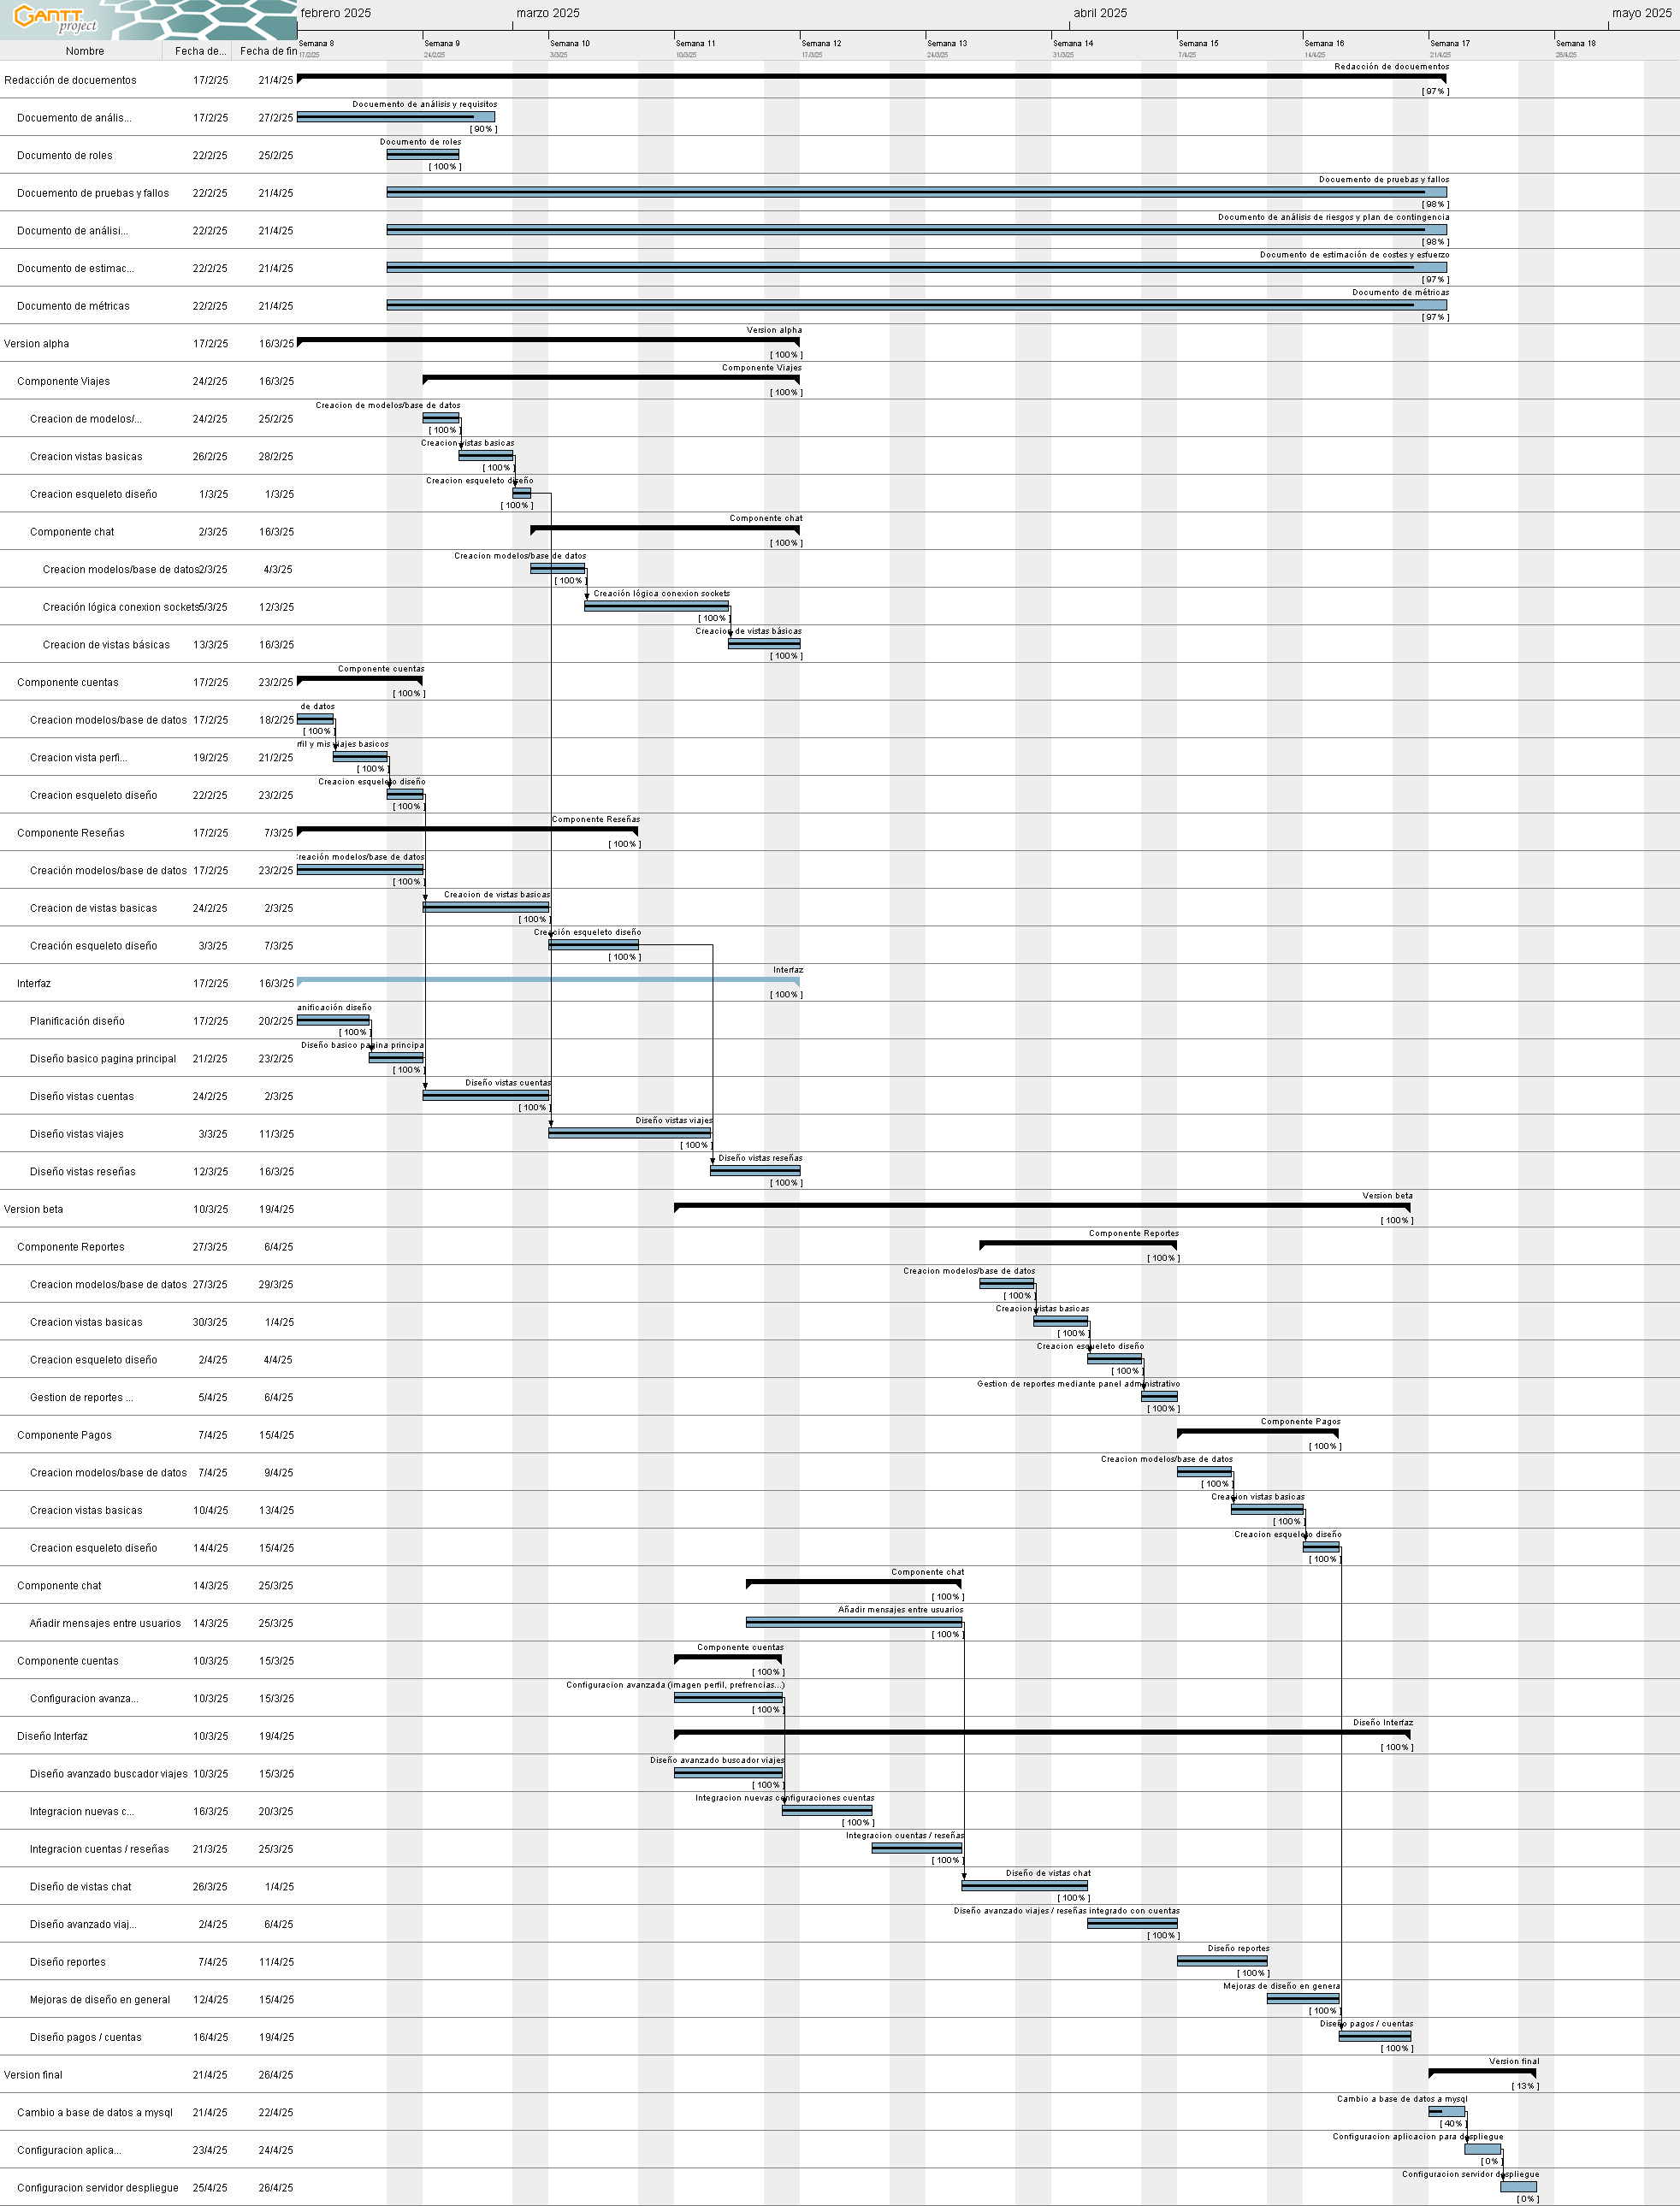 GANTT project
febrero 2025 marzo 2025 abril 2025 mayo 2025
Nombre Fecha de... Fecha de fin
Semana 8 Semana 9 Semana 10 Semana 11 Semana 12 Semana 13 Semana 14 Semana 15 Semana 16 Semana 17 Semana 18
17/2/25 24/2/25 3/3/25 10/3/25 17/3/25 24/3/25 31/3/25 7/4/25 14/4/25 21/4/25 28/4/25
Redacción de docuementos 17/2/25 21/4/25 Redacción de docuementos [ 97% ]
Docuemento de anális... 17/2/25 27/2/25 Docuemento de análisis y requisitos [ 90% ]
Documento de roles 22/2/25 25/2/25 Documento de roles [ 100% ]
Docuemento de pruebas y fallos 22/2/25 21/4/25 Docuemento de pruebas y fallos [ 98% ]
Documento de análisi... 22/2/25 21/4/25 Documento de análisis de riesgos y plan de contingencia [ 98% ]
Documento de estimac... 22/2/25 21/4/25 Documento de estimación de costes y esfuerzo [ 97% ]
Documento de métricas 22/2/25 21/4/25 Documento de métricas [ 97% ]
Version alpha 17/2/25 16/3/25 Version alpha [ 100% ]
Componente Viajes 24/2/25 16/3/25 Componente Viajes [ 100% ]
Creacion de modelos/... 24/2/25 25/2/25 Creacion de modelos/base de datos [ 100% ]
Creacion vistas basicas 26/2/25 28/2/25 Creacion vistas basicas [ 100% ]
Creacion esqueleto diseño 1/3/25 1/3/25 Creacion esqueleto diseño [ 100% ]
Componente chat 2/3/25 16/3/25 Componente chat [ 100% ]
Creacion modelos/base de datos 2/3/25 4/3/25 Creacion modelos/base de datos [ 100% ]
Creación lógica conexion sockets 5/3/25 12/3/25 Creación lógica conexion sockets [ 100% ]
Creacion de vistas básicas 13/3/25 16/3/25 Creacion de vistas básicas [ 100% ]
Componente cuentas 17/2/25 23/2/25 Componente cuentas [ 100% ]
Creacion modelos/base de datos 17/2/25 18/2/25 de datos [ 100% ]
Creacion vista perfi... 19/2/25 21/2/25 rfil y mis viajes basicos [ 100% ]
Creacion esqueleto diseño 22/2/25 23/2/25 Creacion esqueleto diseño [ 100% ]
Componente Reseñas 17/2/25 7/3/25 Componente Reseñas [ 100% ]
Creación modelos/base de datos 17/2/25 23/2/25 reación modelos/base de datos [ 100% ]
Creacion de vistas basicas 24/2/25 2/3/25 Creacion de vistas basicas [ 100% ]
Creación esqueleto diseño 3/3/25 7/3/25 Creación esqueleto diseño [ 100% ]
Interfaz 17/2/25 16/3/25 Interfaz [ 100% ]
Planificación diseño 17/2/25 20/2/25 anificación diseño [ 100% ]
Diseño basico pagina principal 21/2/25 23/2/25 Diseño basico pagina principa [ 100% ]
Diseño vistas cuentas 24/2/25 2/3/25 Diseño vistas cuentas [ 100% ]
Diseño vistas viajes 3/3/25 11/3/25 Diseño vistas viajes [ 100% ]
Diseño vistas reseñas 12/3/25 16/3/25 Diseño vistas reseñas [ 100% ]
Version beta 10/3/25 19/4/25 Version beta [ 100% ]
Componente Reportes 27/3/25 6/4/25 Componente Reportes [ 100% ]
Creacion modelos/base de datos 27/3/25 29/3/25 Creacion modelos/base de datos [ 100% ]
Creacion vistas basicas 30/3/25 1/4/25 Creacion vistas basicas [ 100% ]
Creacion esqueleto diseño 2/4/25 4/4/25 Creacion esqueleto diseño [ 100% ]
Gestion de reportes ... 5/4/25 6/4/25 Gestion de reportes mediante panel administrativo [ 100% ]
Componente Pagos 7/4/25 15/4/25 Componente Pagos [ 100% ]
Creacion modelos/base de datos 7/4/25 9/4/25 Creacion modelos/base de datos [ 100% ]
Creacion vistas basicas 10/4/25 13/4/25 Creacion vistas basicas [ 100% ]
Creacion esqueleto diseño 14/4/25 15/4/25 Creacion esqueleto diseño [ 100% ]
Componente chat 14/3/25 25/3/25 Componente chat [ 100% ]
Añadir mensajes entre usuarios 14/3/25 25/3/25 Añadir mensajes entre usuarios [ 100% ]
Componente cuentas 10/3/25 15/3/25 Componente cuentas [ 100% ]
Configuracion avanza... 10/3/25 15/3/25 Configuracion avanzada (imagen perfil, prefrencias...) [ 100% ]
Diseño Interfaz 10/3/25 19/4/25 Diseño Interfaz [ 100% ]
Diseño avanzado buscador viajes 10/3/25 15/3/25 Diseño avanzado buscador viajes [ 100% ]
Integracion nuevas c... 16/3/25 20/3/25 Integracion nuevas configuraciones cuentas [ 100% ]
Integracion cuentas / reseñas 21/3/25 25/3/25 Integracion cuentas / reseñas [ 100% ]
Diseño de vistas chat 26/3/25 1/4/25 Diseño de vistas chat [ 100% ]
Diseño avanzado viaj... 2/4/25 6/4/25 Diseño avanzado viajes / reseñas integrado con cuentas [ 100% ]
Diseño reportes 7/4/25 11/4/25 Diseño reportes [ 100% ]
Mejoras de diseño en general 12/4/25 15/4/25 Mejoras de diseño en genera [ 100% ]
Diseño pagos / cuentas 16/4/25 19/4/25 Diseño pagos / cuentas [ 100% ]
Version final 21/4/25 26/4/25 Version final [ 13% ]
Cambio a base de datos a mysql 21/4/25 22/4/25 Cambio a base de datos a mysql [ 40% ]
Configuracion aplica... 23/4/25 24/4/25 Configuracion aplicacion para despliegue [ 0% ]
Configuracion servidor despliegue 25/4/25 26/4/25 Configuracion servidor despliegue [ 0% ]